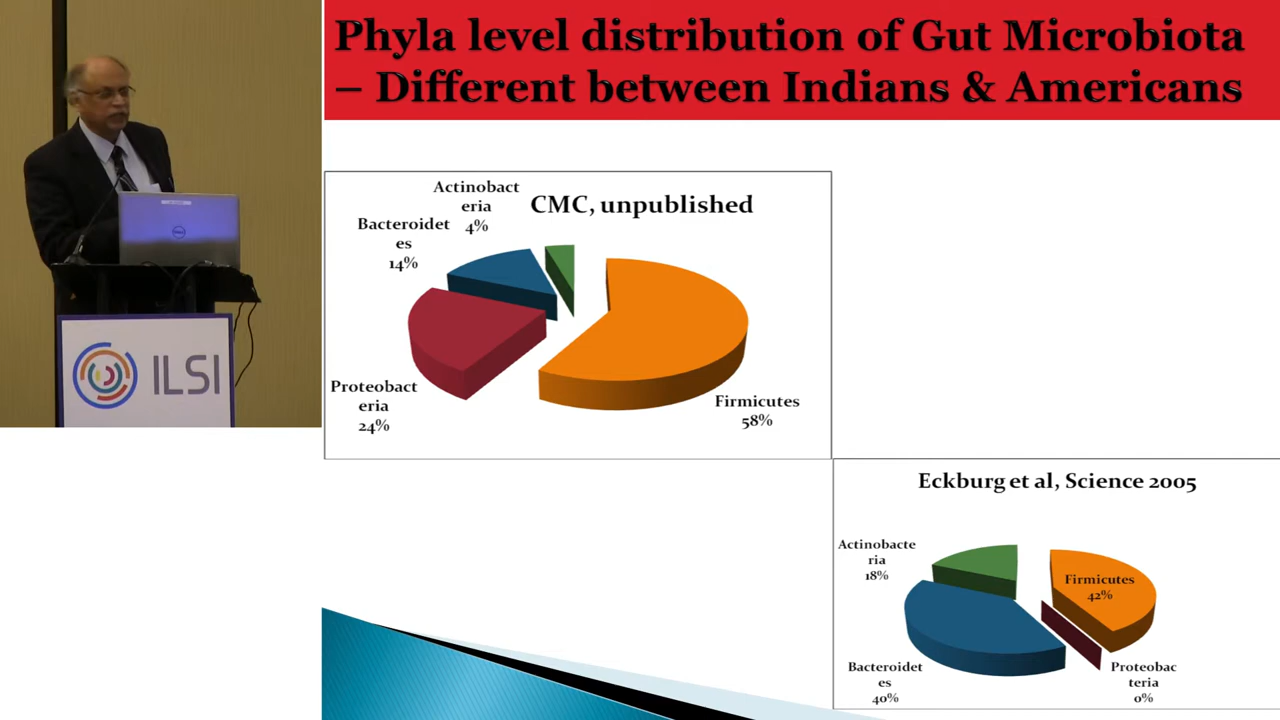 Phyla level distribution of Gut Microbiota
– Different between Indians & Americans
CMC, unpublished
Actinobact
eria
4%
Bacteroidet
es
14%
Proteobact
eria
24%
Firmicutes
58%
ILSI
Eckburg et al, Science 2005
Actinobacte
ria
18%
Firmicutes
42%
Bacteroidet
es
40%
Proteobac
teria
0%